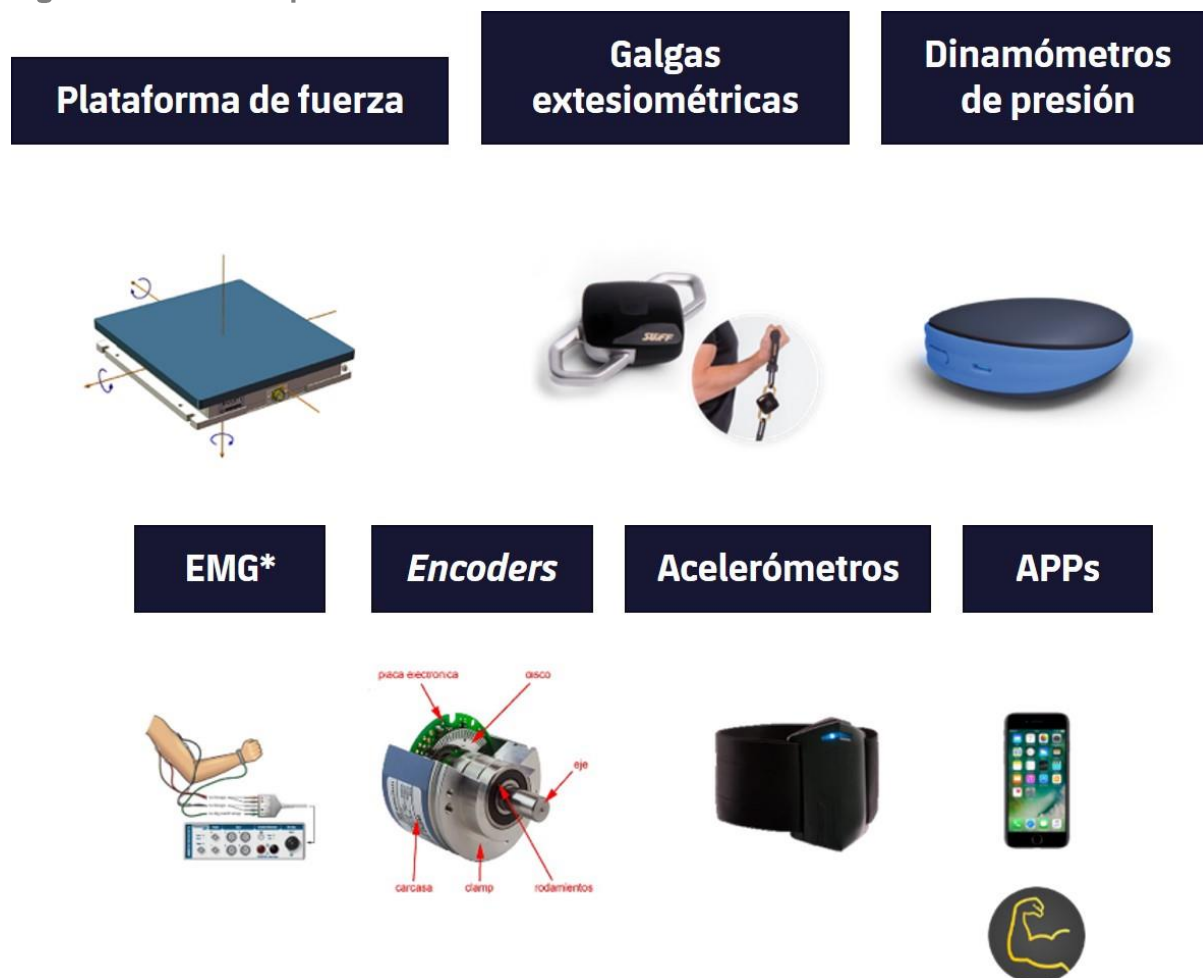 Plataforma de fuerza
Galgas
extesiométricas
Dinamómetros
de presión
SUIFF
EMG*
Encoders
Acelerómetros
APPs
placa electronica
disco
eje
carcasa
clamp
rodamientos